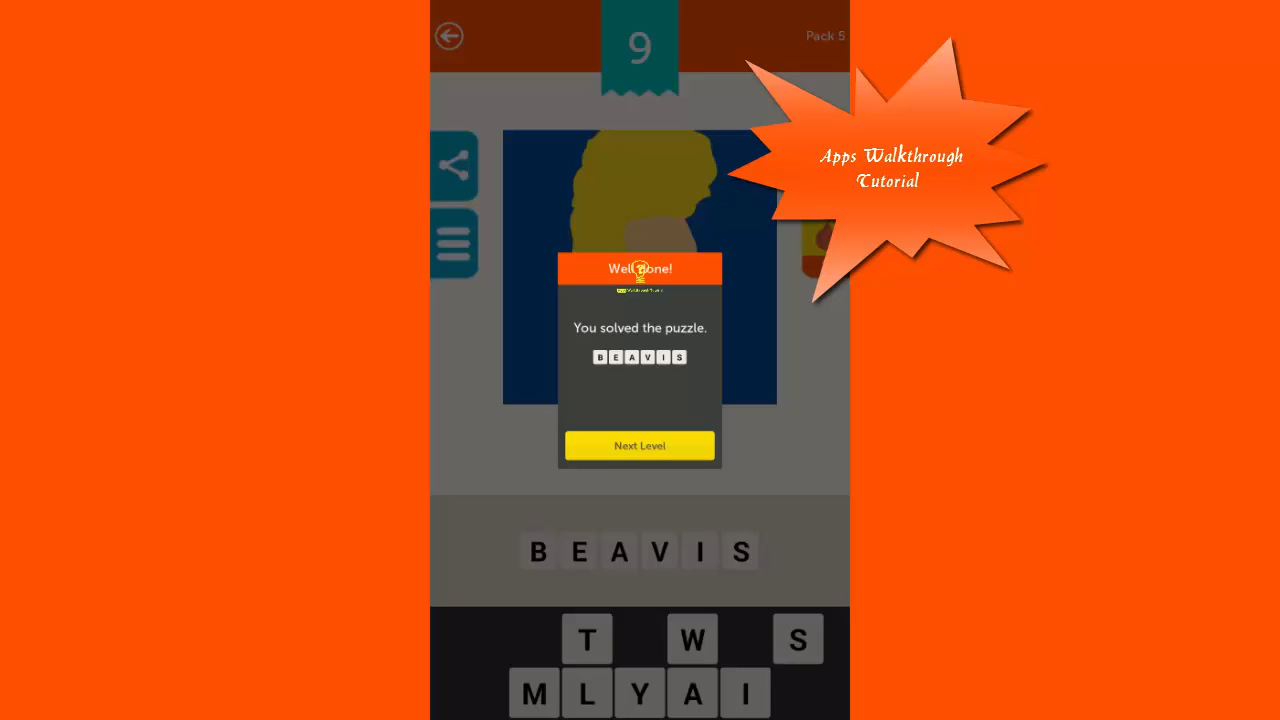 9
Pack 5
Apps Walkthrough
Tutorial
Well done!
You solved the puzzle.
B E A V I S
Next Level
B E A V I S
T W S
M L Y A I